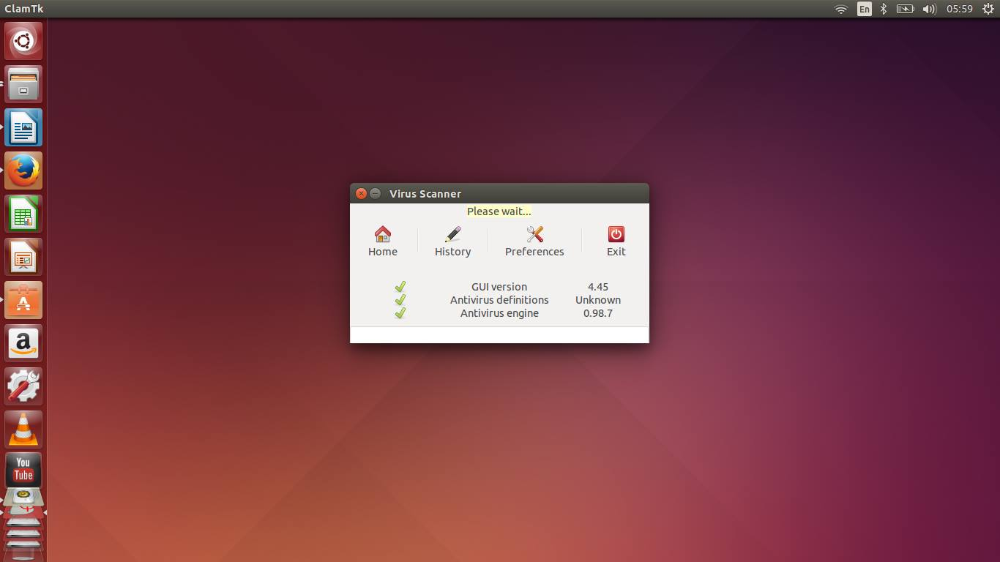 ClamTk
En
05:59
Virus Scanner
Please wait...
Home History Preferences Exit
GUI version 4.45
Antivirus definitions Unknown
Antivirus engine 0.98.7
A
a
You
Tube